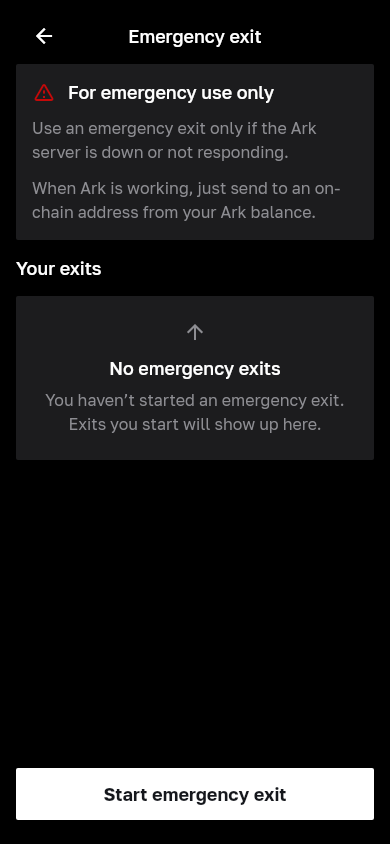 Emergency exit
For emergency use only
Use an emergency exit only if the Ark
server is down or not responding.
When Ark is working, just send to an on-
chain address from your Ark balance.
Your exits
No emergency exits
You haven’t started an emergency exit.
Exits you start will show up here.
Start emergency exit